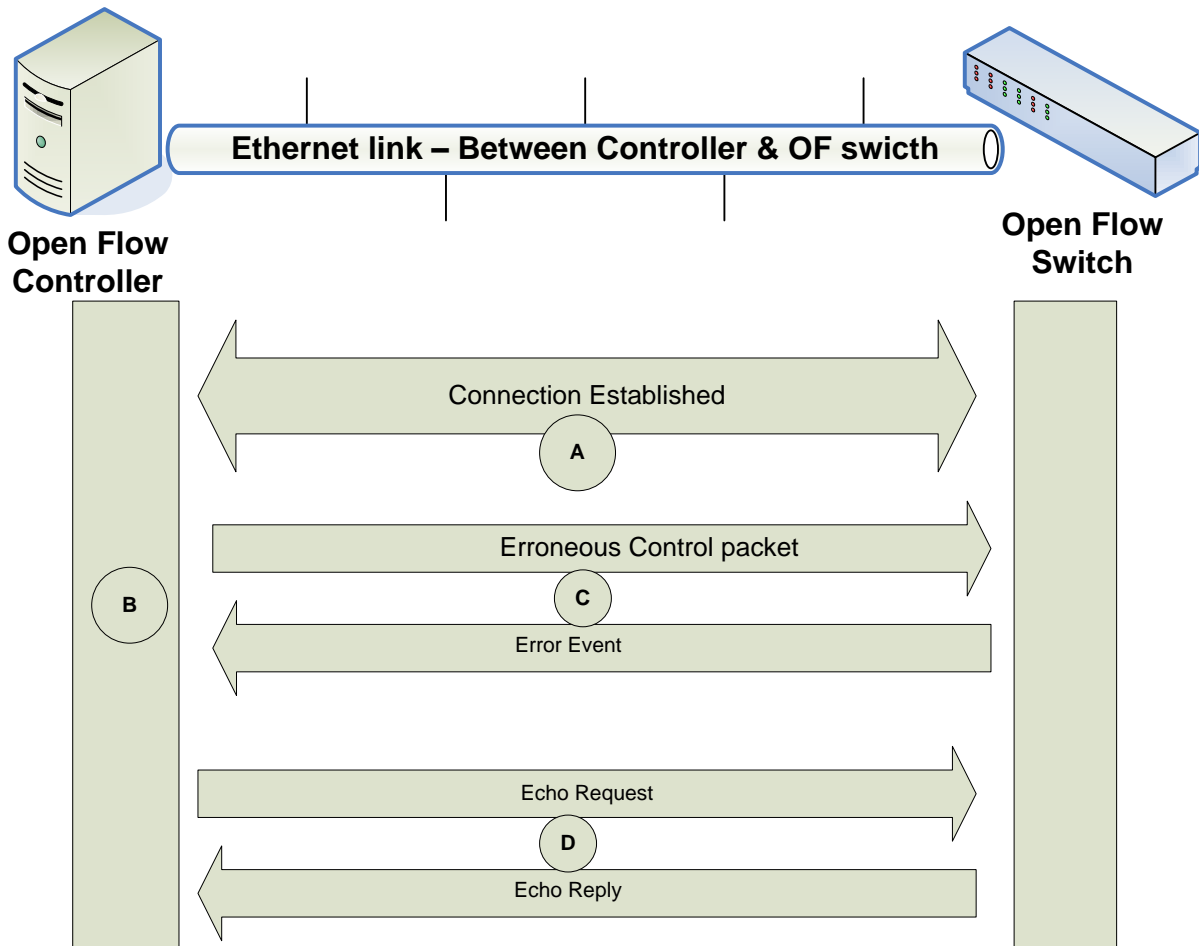 Ethernet link – Between Controller & OF swicth
Open Flow
Controller
Open Flow
Switch
Connection Established
A
Erroneous Control packet
B
C
Error Event
Echo Request
D
Echo Reply